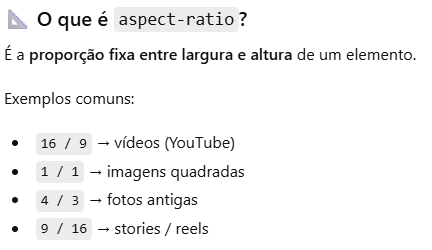 📐 O que é aspect-ratio?
É a proporção fixa entre largura e altura de um elemento.
Exemplos comuns:
• 16 / 9 → vídeos (YouTube)
• 1 / 1 → imagens quadradas
• 4 / 3 → fotos antigas
• 9 / 16 → stories / reels